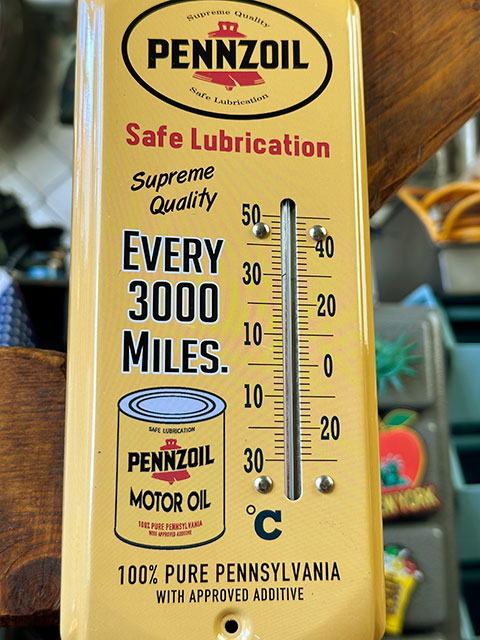 Supreme Quality
PENNZOIL
Safe Lubrication
Safe Lubrication
Supreme
Quality
EVERY
3000
MILES.
50
40
30
20
10
0
10
20
30
°C
SAFE LUBRICATION
PENNZOIL
MOTOR OIL
100% PURE PENNSYLVANIA
WITH APPROVED ADDITIVE
100% PURE PENNSYLVANIA
WITH APPROVED ADDITIVE